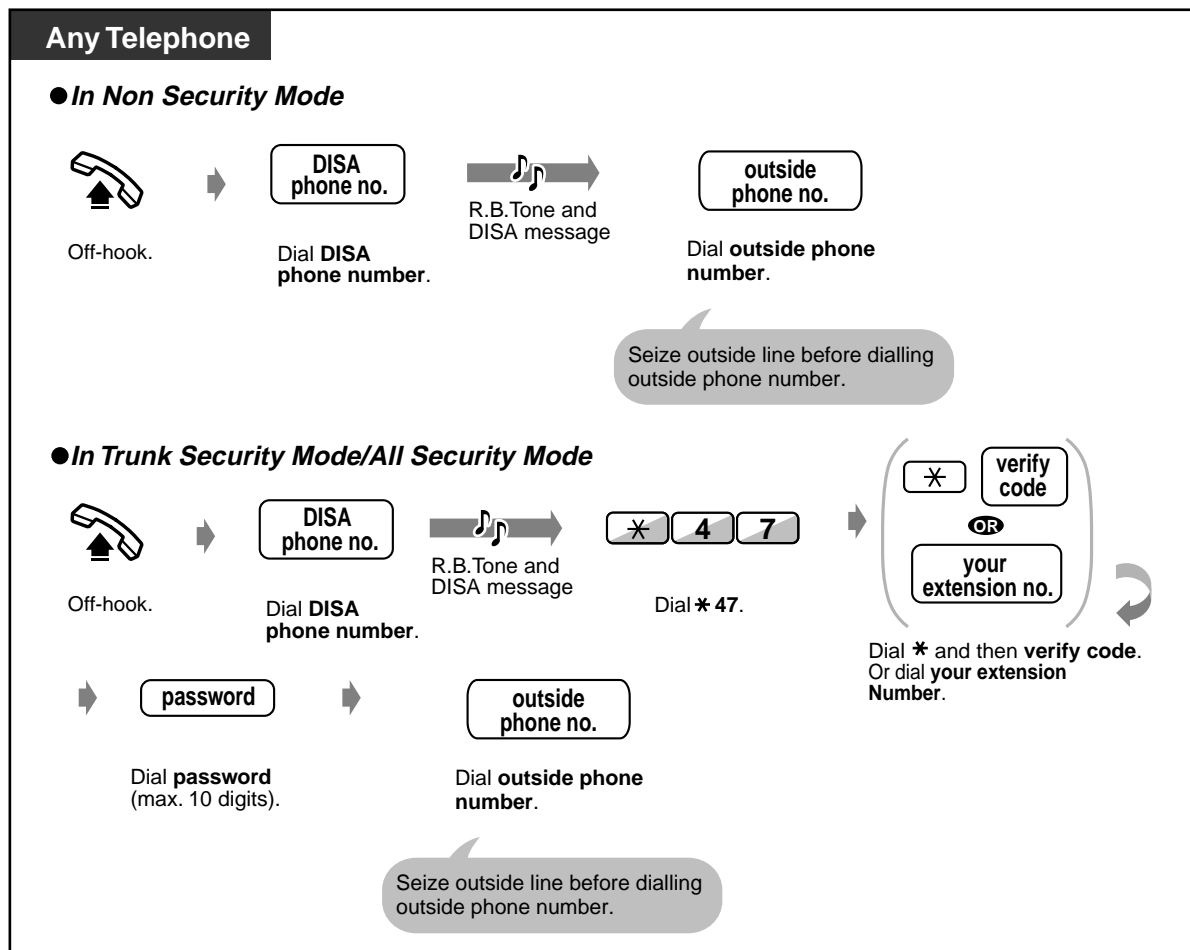 Any Telephone
●In Non Security Mode
DISA
phone no.
outside
phone no.
R.B.Tone and
DISA message
Off-hook.
Dial DISA
phone number.
Dial outside phone
number.
Seize outside line before dialling
outside phone number.
●In Trunk Security Mode/All Security Mode
DISA
phone no.
R.B.Tone and
DISA message
* 4 7
* verify
code
OR
your
extension no.
Off-hook.
Dial DISA
phone number.
Dial * 47.
Dial * and then verify code.
Or dial your extension
Number.
password
outside
phone no.
Dial password
(max. 10 digits).
Dial outside phone
number.
Seize outside line before dialling
outside phone number.